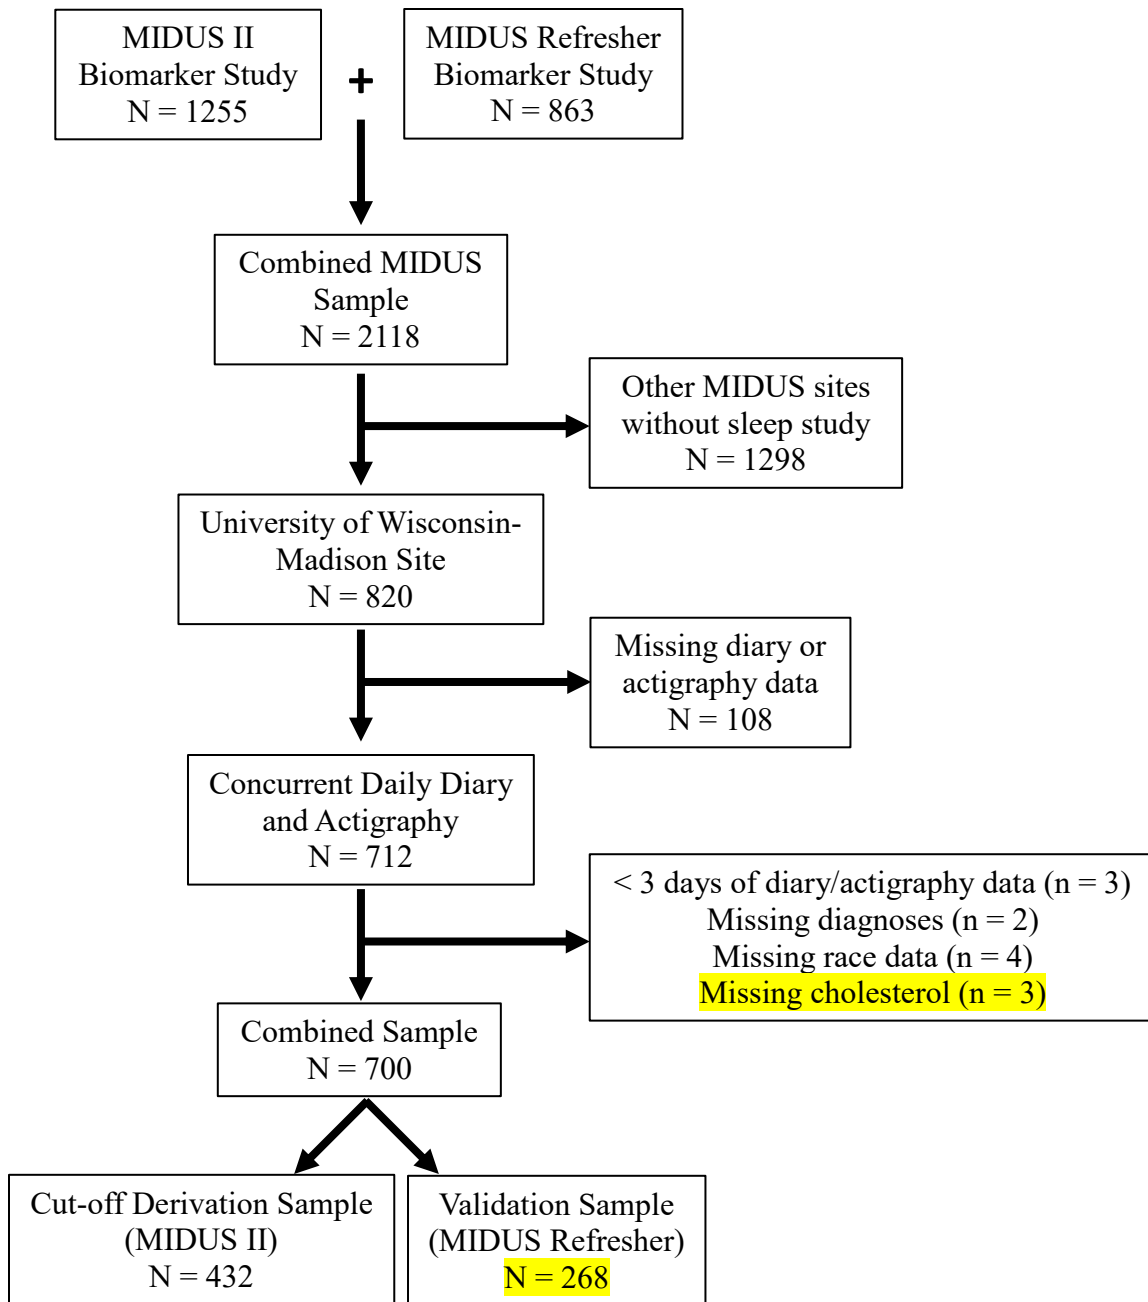 MIDUS II
Biomarker Study
N = 1255
+
MIDUS Refresher
Biomarker Study
N = 863
Combined MIDUS
Sample
N = 2118
Other MIDUS sites
without sleep study
N = 1298
University of Wisconsin-
Madison Site
N = 820
Missing diary or
actigraphy data
N = 108
Concurrent Daily Diary
and Actigraphy
N = 712
< 3 days of diary/actigraphy data (n = 3)
Missing diagnoses (n = 2)
Missing race data (n = 4)
Missing cholesterol (n = 3)
Combined Sample
N = 700
Cut-off Derivation Sample
(MIDUS II)
N = 432
Validation Sample
(MIDUS Refresher)
N = 268